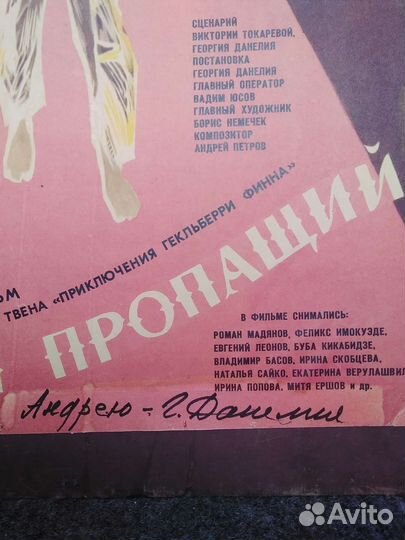 СЦЕНАРИЙ
ВИКТОРИИ ТОКАРЕВОЙ,
ГЕОРГИЯ ДАНЕЛИЯ
ПОСТАНОВКА
ГЕОРГИЯ ДАНЕЛИЯ
ГЛАВНЫЙ ОПЕРАТОР
ВАДИМ ЮСОВ
ГЛАВНЫЙ ХУДОЖНИК
БОРИС НЕМЕЧЕК
КОМПОЗИТОР
АНДРЕЙ ПЕТРОВ
ТВЕНА «ПРИКЛЮЧЕНИЯ ГЕКЛЬБЕРРИ ФИННА»
ПРОПАЩИЙ
В ФИЛЬМЕ СНИМАЛИСЬ:
РОМАН МАДЯНОВ, ФЕЛИКС ИМОКУЭДЕ,
ЕВГЕНИЙ ЛЕОНОВ, БУБА КИКАБИДЗЕ,
ВЛАДИМИР БАСОВ, ИРИНА СКОБЦЕВА,
НАТАЛЬЯ САЙКО, ЕКАТЕРИНА ВЕРУЛАШВИЛ
ИРИНА ПОПОВА, МИТЯ ЕРШОВ и др.
Андрею – Г. Данелия
Avito